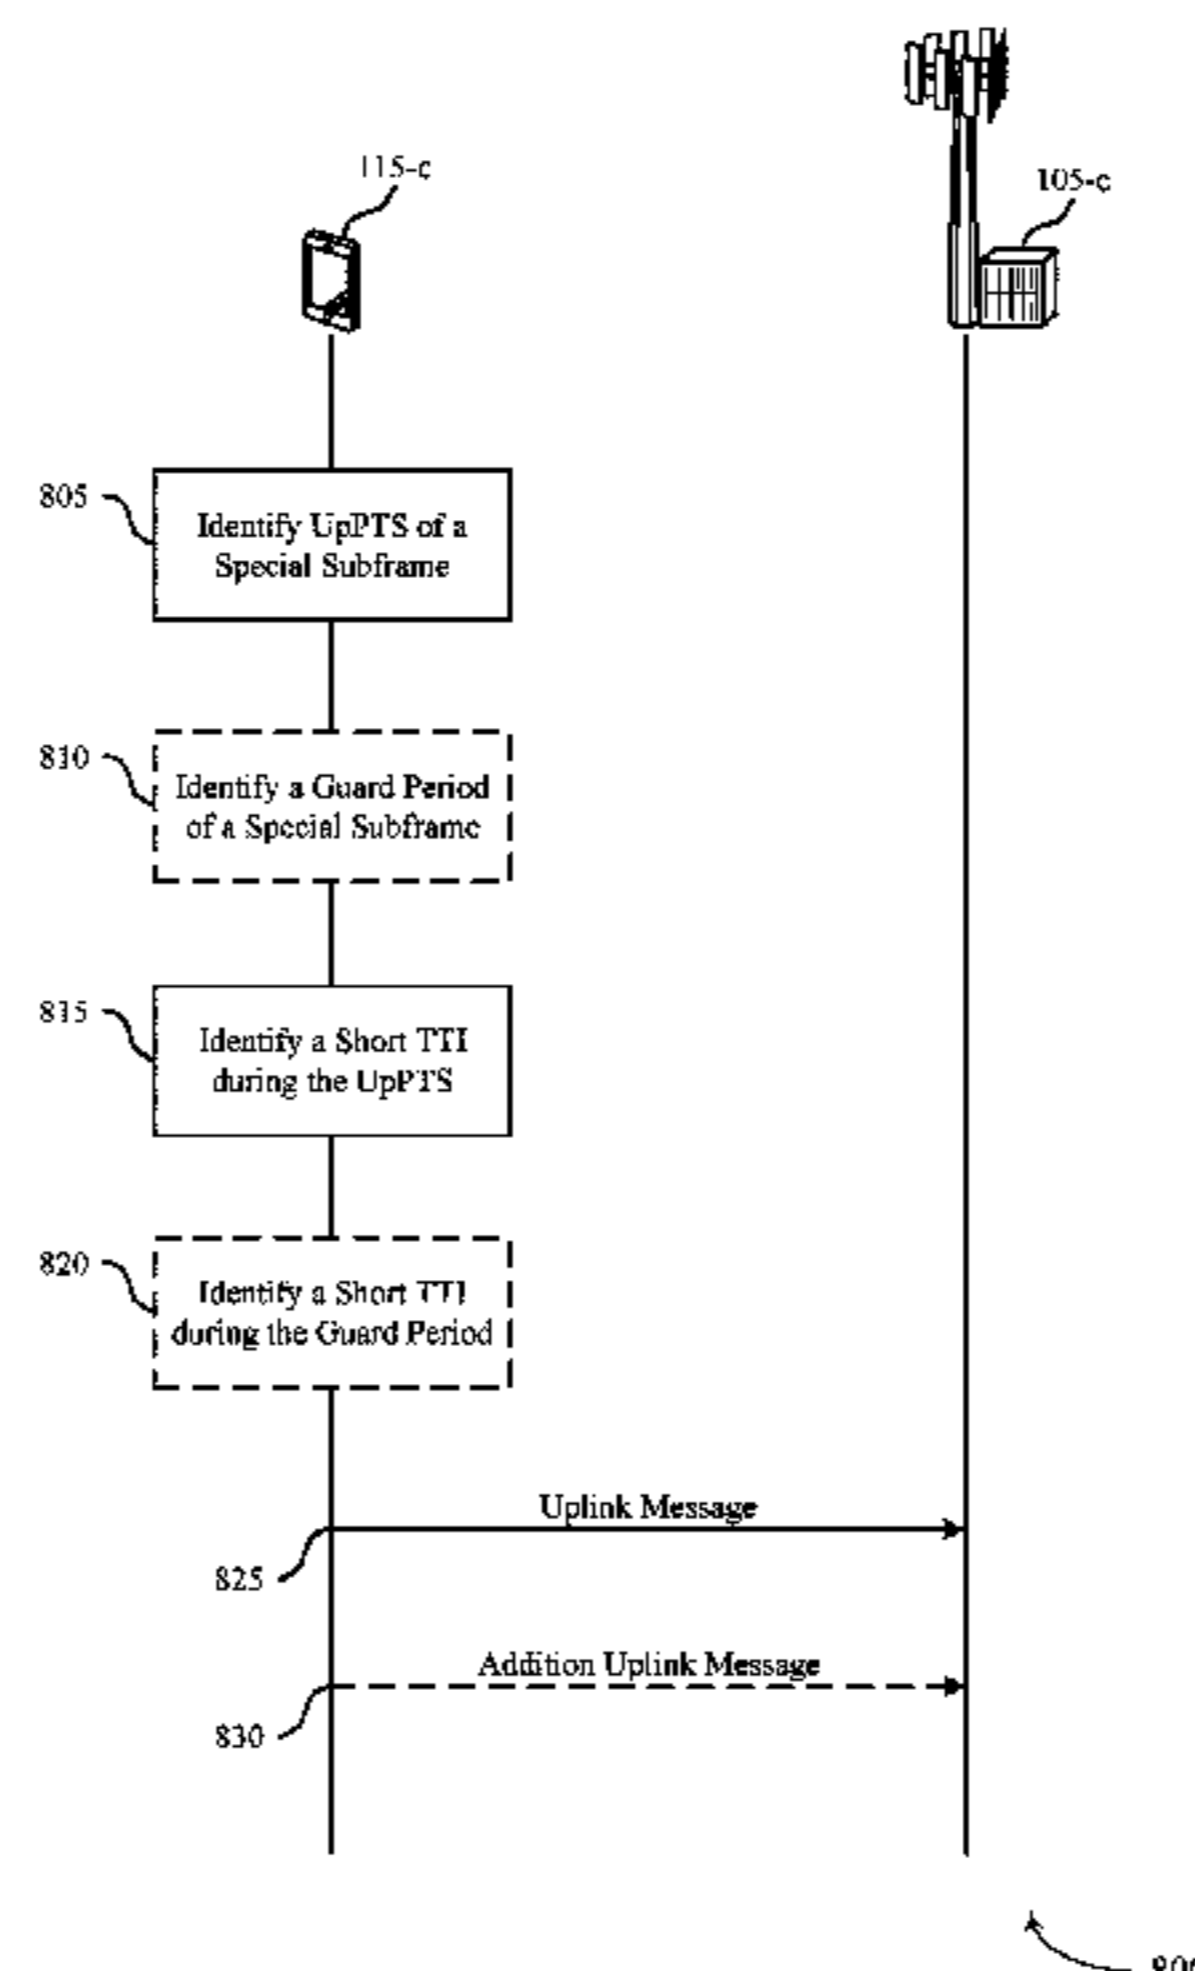 115-c
105-c
805
Identify UpPTS of a
Special Subframe
810
Identify a Guard Period
of a Special Subframe
815
Identify a Short TTI
during the UpPTS
820
Identify a Short TTI
during the Guard Period
Uplink Message
825
Addition Uplink Message
830